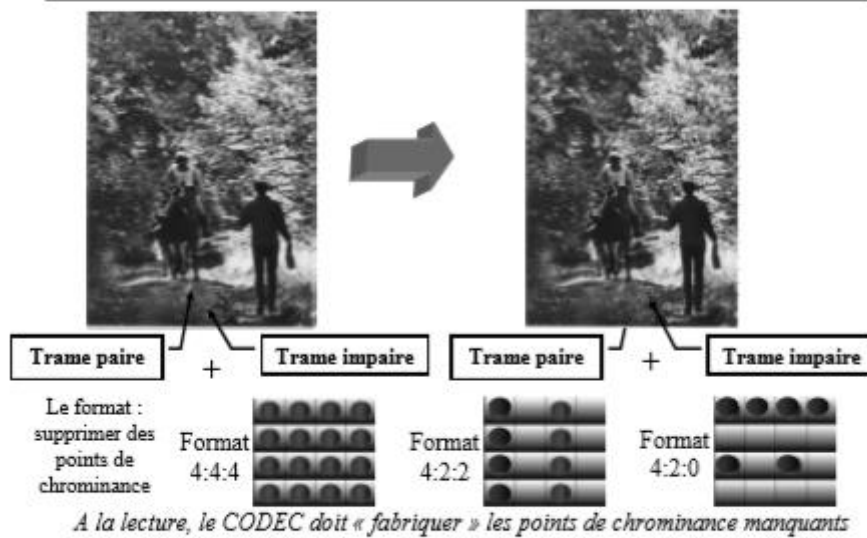 Trame paire + Trame impaire
Trame paire + Trame impaire
Le format :
supprimer des
points de
chrominance
Format
4:4:4
Format
4:2:2
Format
4:2:0
A la lecture, le CODEC doit « fabriquer » les points de chrominance manquants